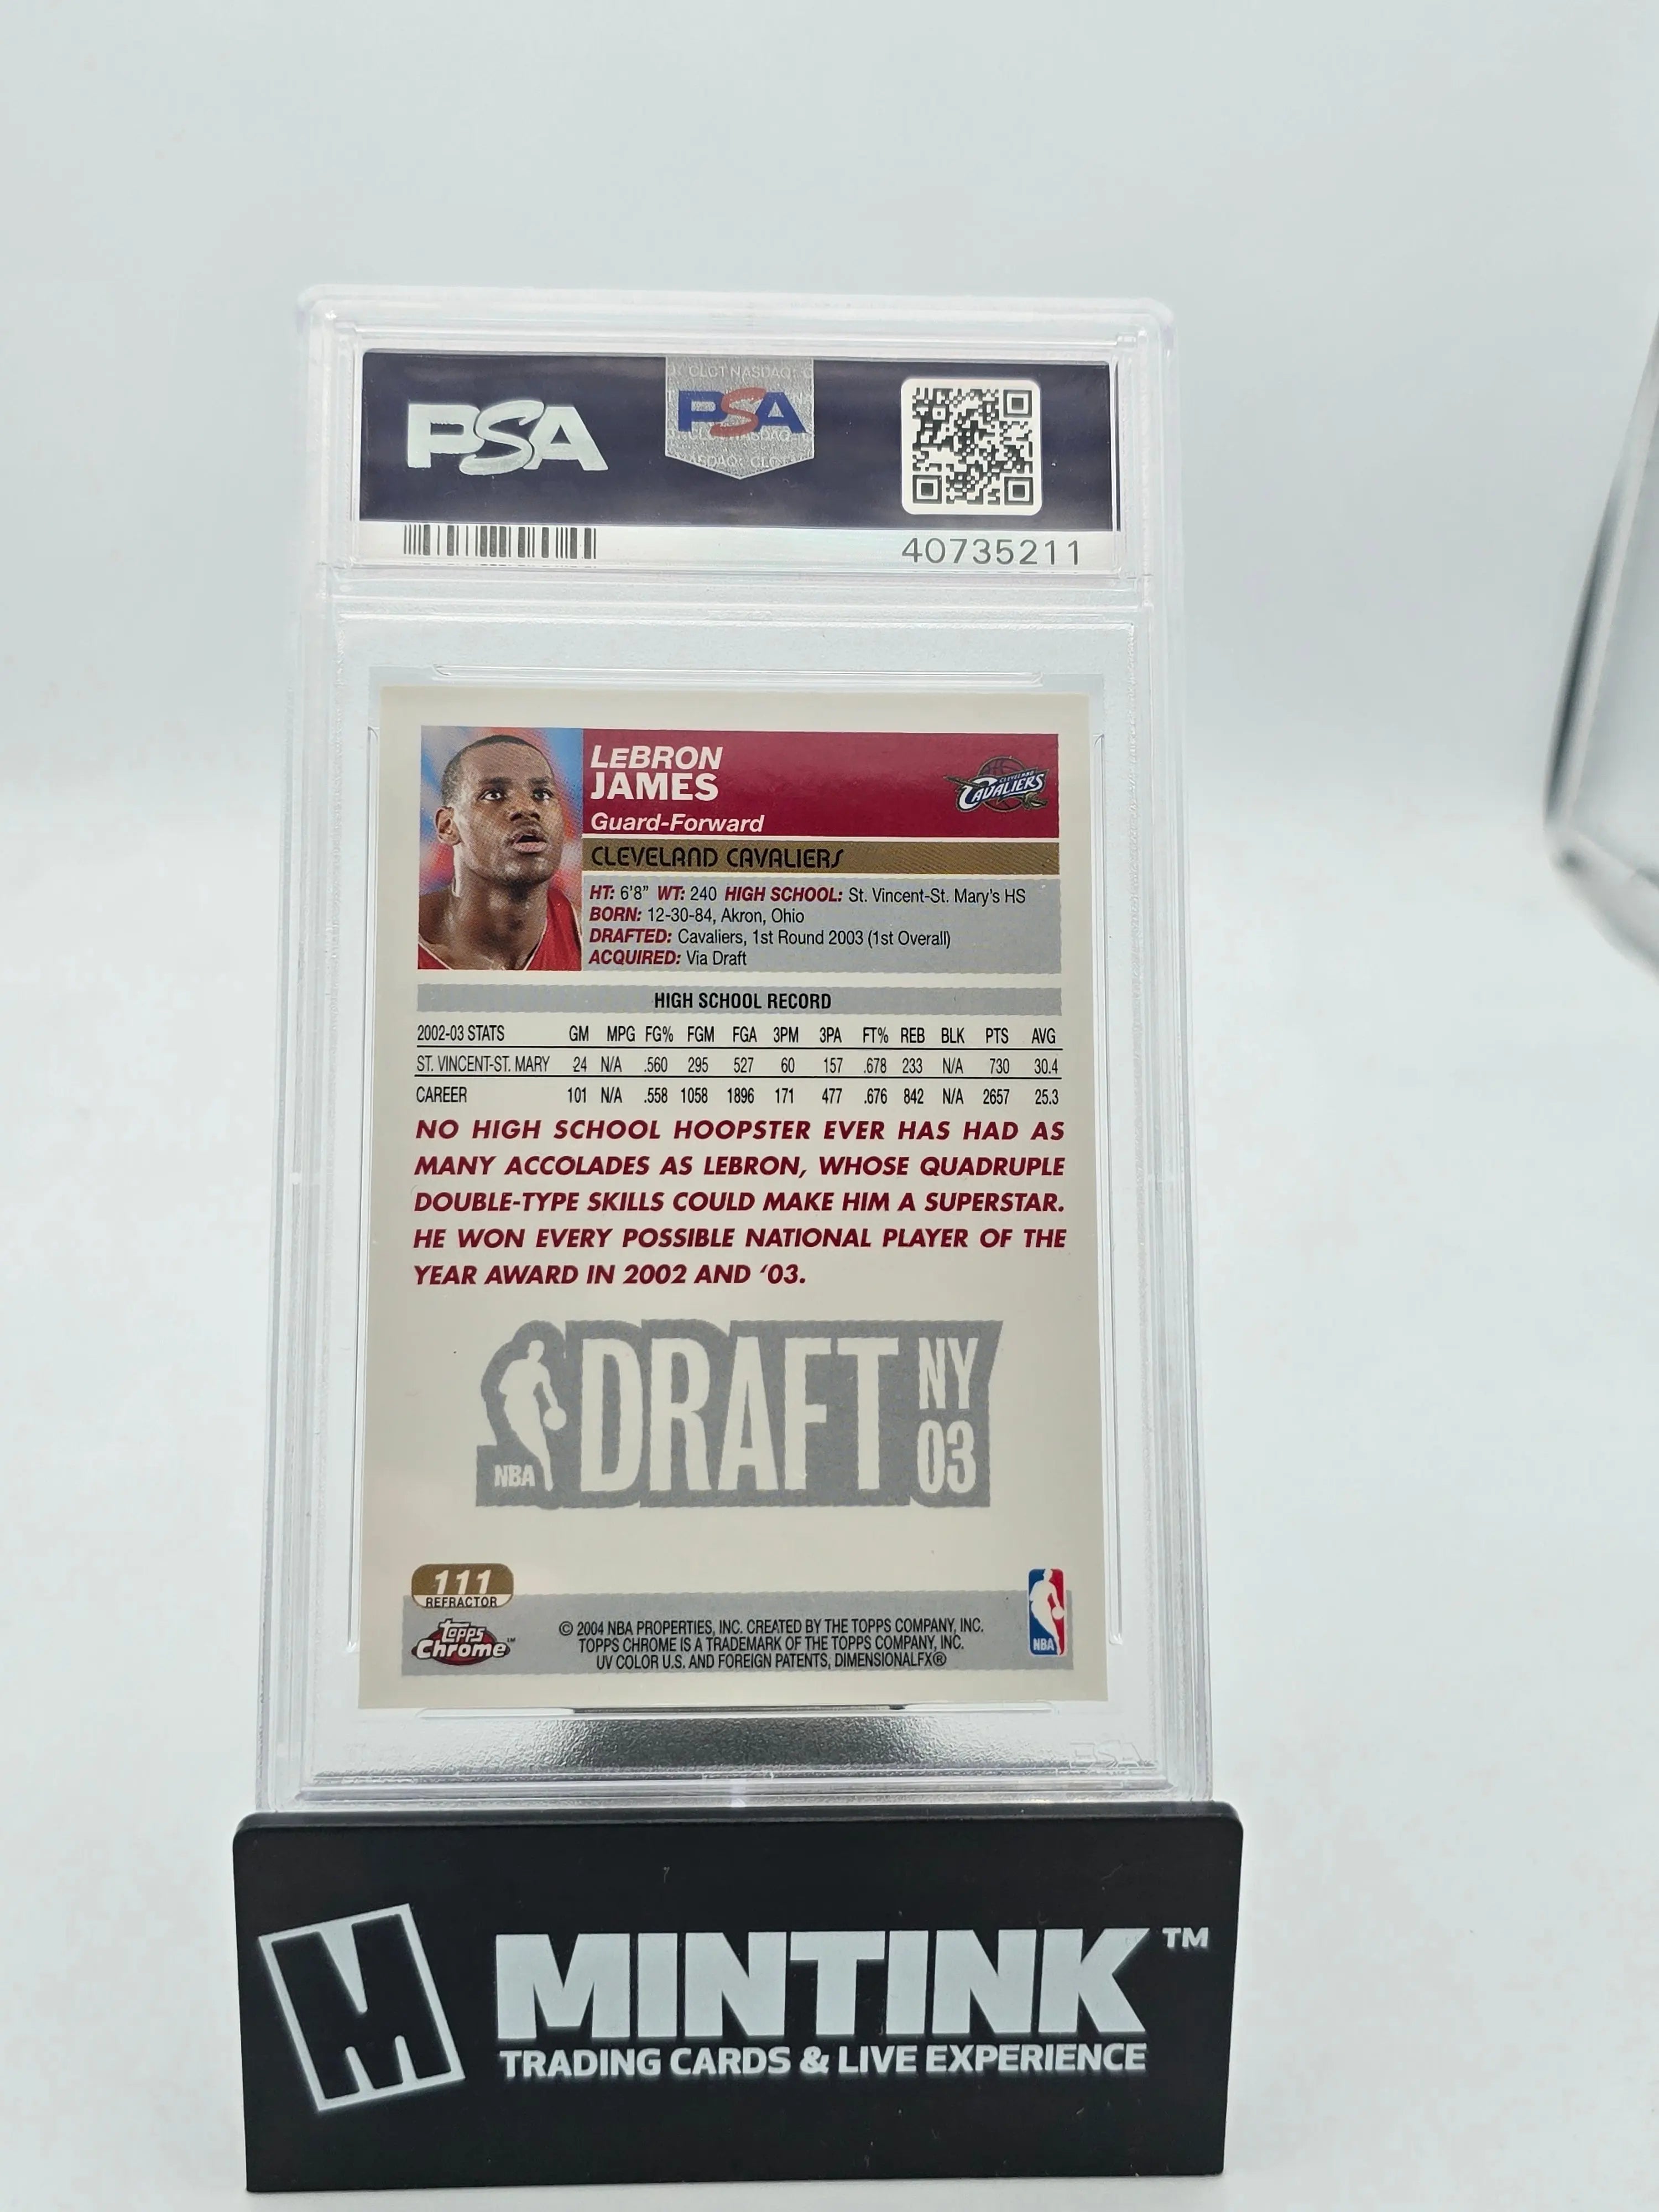 PSA
CLCT NASDAQ: C
PSA
NASDAQ: CLCT
40735211
LEBRON
JAMES
Guard-Forward
CLEVELAND CAVALIERS
CLEVELAND
CAVALIERS
HT: 6'8" WT: 240 HIGH SCHOOL: St. Vincent-St. Mary's HS
BORN: 12-30-84, Akron, Ohio
DRAFTED: Cavaliers, 1st Round 2003 (1st Overall)
ACQUIRED: Via Draft
HIGH SCHOOL RECORD
2002-03 STATS GM MPG FG% FGM FGA 3PM 3PA FT% REB BLK PTS AVG
ST. VINCENT-ST. MARY 24 N/A .560 295 527 60 157 .678 233 N/A 730 30.4
CAREER 101 N/A .558 1058 1896 171 477 .676 842 N/A 2657 25.3
NO HIGH SCHOOL HOOPSTER EVER HAS HAD AS
MANY ACCOLADES AS LEBRON, WHOSE QUADRUPLE
DOUBLE-TYPE SKILLS COULD MAKE HIM A SUPERSTAR.
HE WON EVERY POSSIBLE NATIONAL PLAYER OF THE
YEAR AWARD IN 2002 AND '03.
NBA DRAFT NY 03
111
REFRACTOR
Topps
Chrome™
© 2004 NBA PROPERTIES, INC. CREATED BY THE TOPPS COMPANY, INC.
TOPPS CHROME IS A TRADEMARK OF THE TOPPS COMPANY, INC.
UV COLOR U.S. AND FOREIGN PATENTS, DIMENSIONALFX®
NBA
PSA
M MINTINK™
TRADING CARDS & LIVE EXPERIENCE